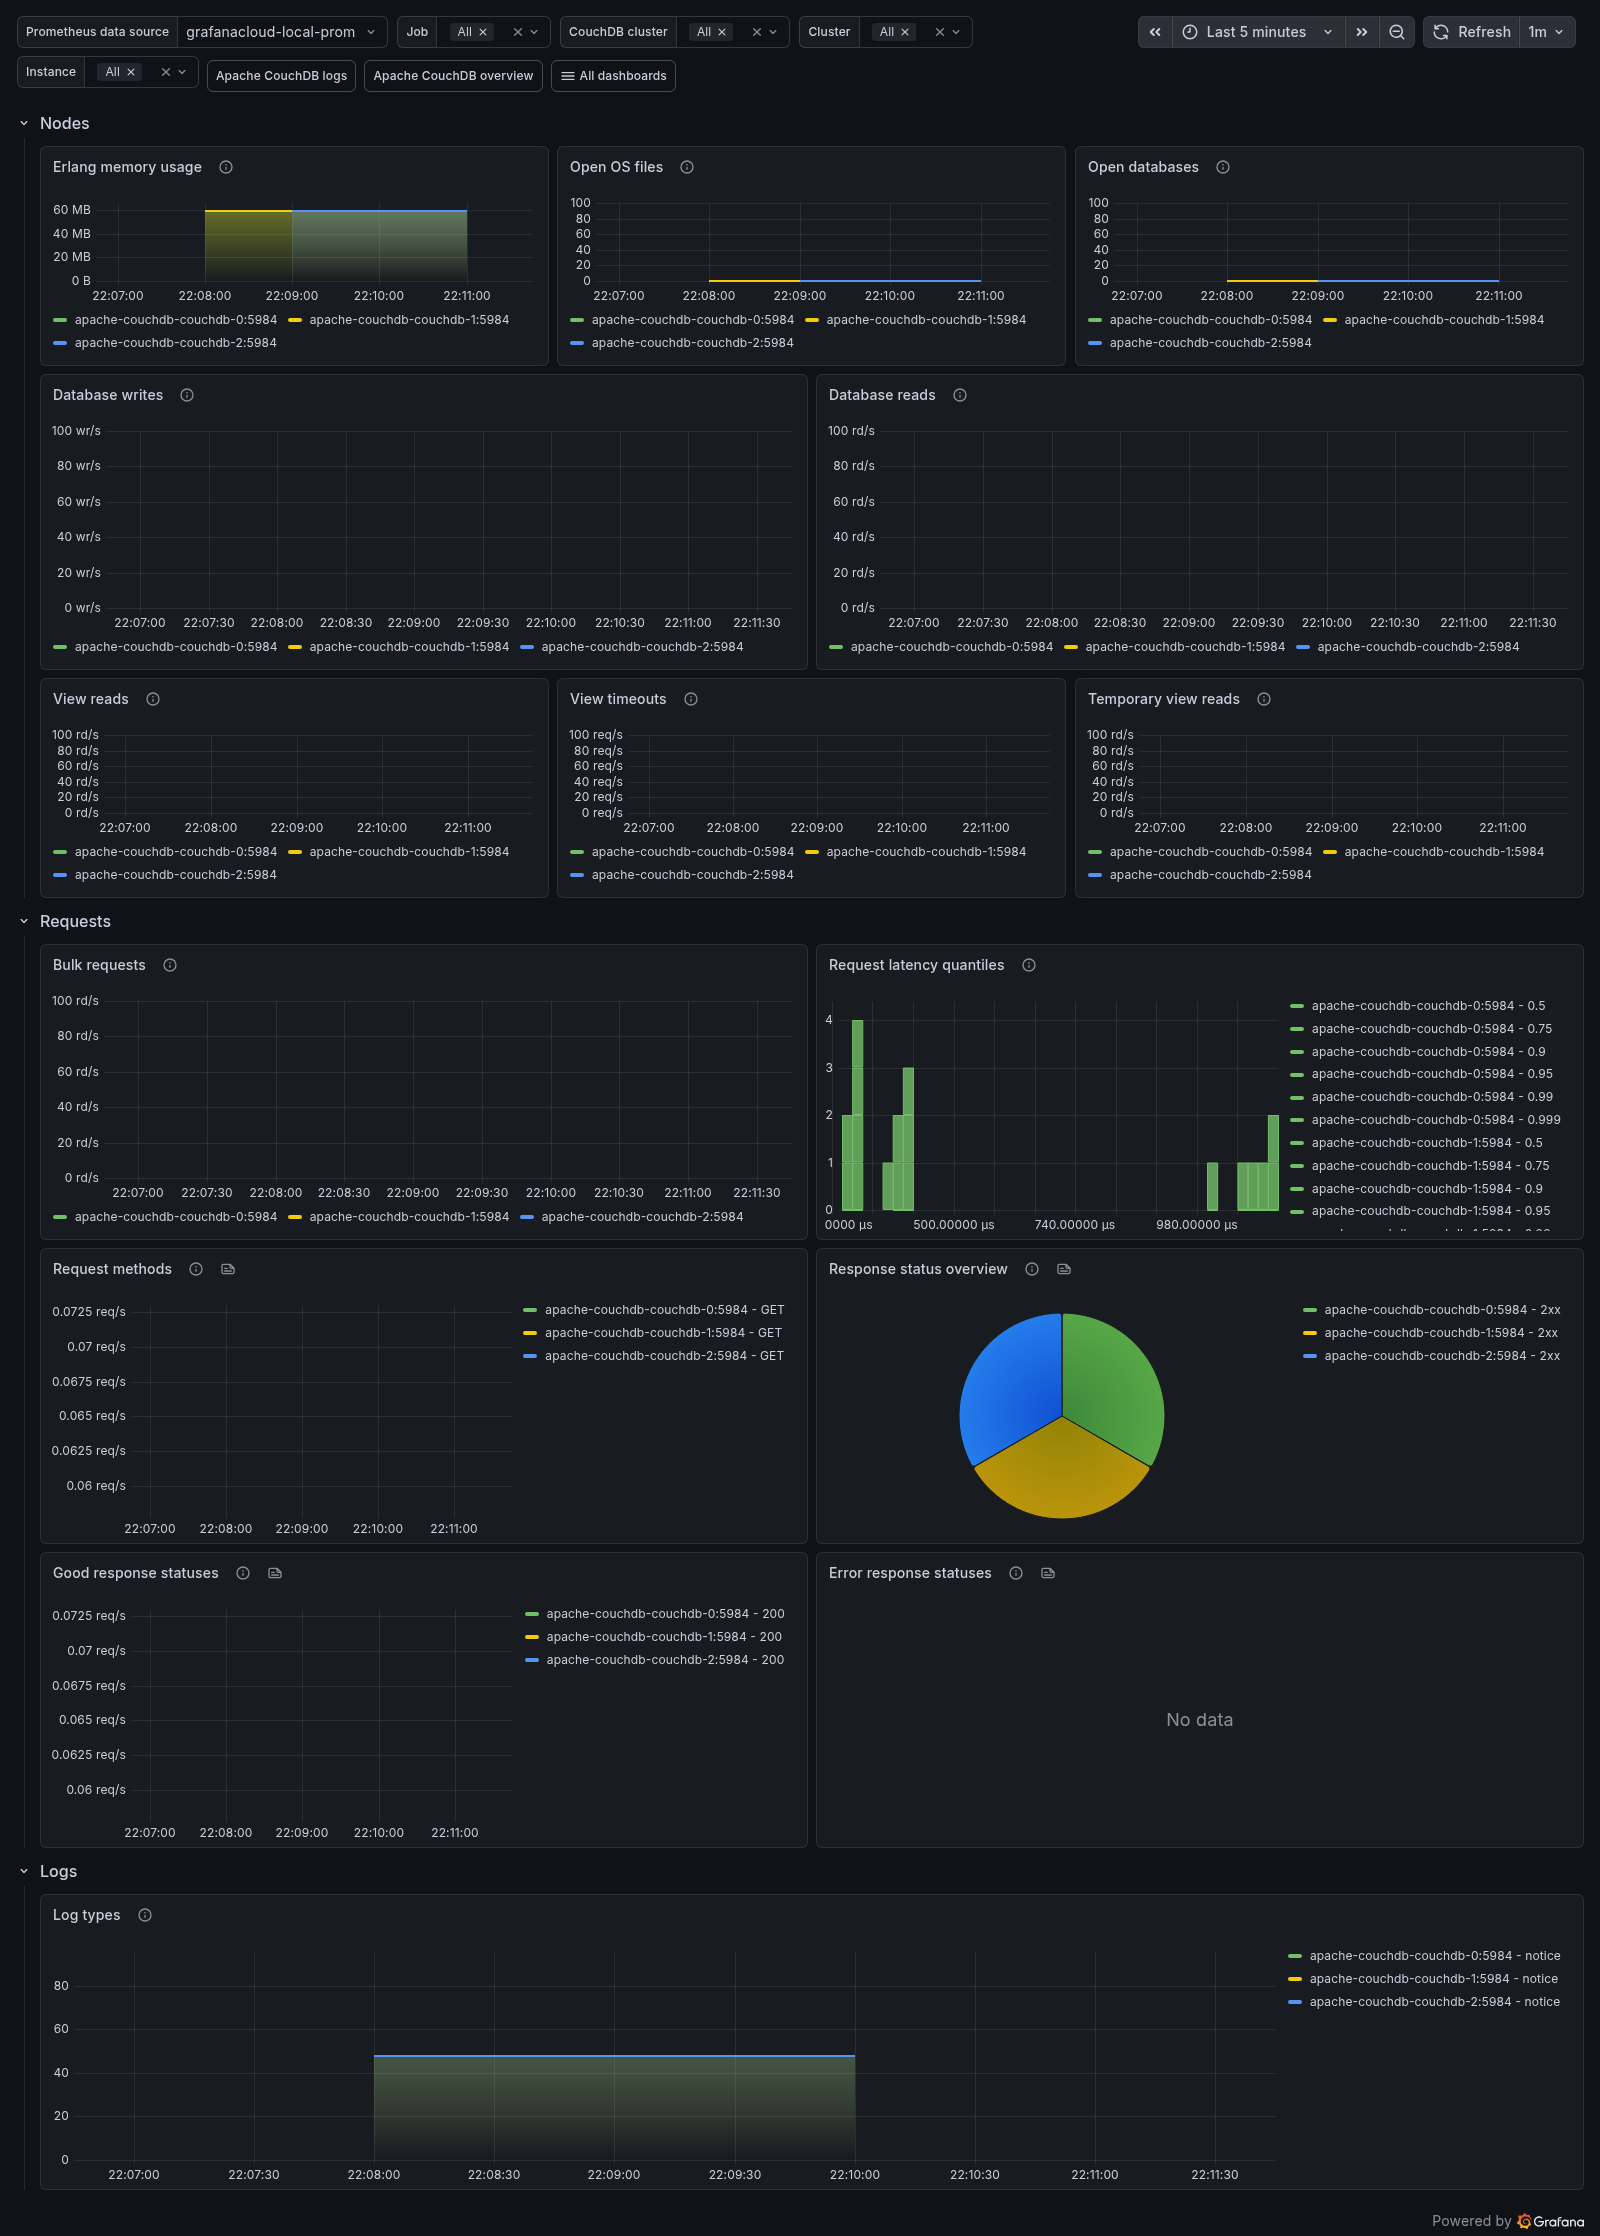 Prometheus data source grafanacloud-local-prom Job All CouchDB cluster All Cluster All Last 5 minutes Refresh 1m
Instance All Apache CouchDB logs Apache CouchDB overview All dashboards
Nodes
Erlang memory usage
60 MB
40 MB
20 MB
0 B
22:07:00 22:08:00 22:09:00 22:10:00 22:11:00
apache-couchdb-couchdb-0:5984 apache-couchdb-couchdb-1:5984
apache-couchdb-couchdb-2:5984
Open OS files
100
80
60
40
20
0
22:07:00 22:08:00 22:09:00 22:10:00 22:11:00
apache-couchdb-couchdb-0:5984 apache-couchdb-couchdb-1:5984
apache-couchdb-couchdb-2:5984
Open databases
100
80
60
40
20
0
22:07:00 22:08:00 22:09:00 22:10:00 22:11:00
apache-couchdb-couchdb-0:5984 apache-couchdb-couchdb-1:5984
apache-couchdb-couchdb-2:5984
Database writes
100 wr/s
80 wr/s
60 wr/s
40 wr/s
20 wr/s
0 wr/s
22:07:00 22:07:30 22:08:00 22:08:30 22:09:00 22:09:30 22:10:00 22:10:30 22:11:00 22:11:30
apache-couchdb-couchdb-0:5984 apache-couchdb-couchdb-1:5984 apache-couchdb-couchdb-2:5984
Database reads
100 rd/s
80 rd/s
60 rd/s
40 rd/s
20 rd/s
0 rd/s
22:07:00 22:07:30 22:08:00 22:08:30 22:09:00 22:09:30 22:10:00 22:10:30 22:11:00 22:11:30
apache-couchdb-couchdb-0:5984 apache-couchdb-couchdb-1:5984 apache-couchdb-couchdb-2:5984
View reads
100 rd/s
80 rd/s
60 rd/s
40 rd/s
20 rd/s
0 rd/s
22:07:00 22:08:00 22:09:00 22:10:00 22:11:00
apache-couchdb-couchdb-0:5984 apache-couchdb-couchdb-1:5984
apache-couchdb-couchdb-2:5984
View timeouts
100 req/s
80 req/s
60 req/s
40 req/s
20 req/s
0 req/s
22:07:00 22:08:00 22:09:00 22:10:00 22:11:00
apache-couchdb-couchdb-0:5984 apache-couchdb-couchdb-1:5984
apache-couchdb-couchdb-2:5984
Temporary view reads
100 rd/s
80 rd/s
60 rd/s
40 rd/s
20 rd/s
0 rd/s
22:07:00 22:08:00 22:09:00 22:10:00 22:11:00
apache-couchdb-couchdb-0:5984 apache-couchdb-couchdb-1:5984
apache-couchdb-couchdb-2:5984
Requests
Bulk requests
100 rd/s
80 rd/s
60 rd/s
40 rd/s
20 rd/s
0 rd/s
22:07:00 22:07:30 22:08:00 22:08:30 22:09:00 22:09:30 22:10:00 22:10:30 22:11:00 22:11:30
apache-couchdb-couchdb-0:5984 apache-couchdb-couchdb-1:5984 apache-couchdb-couchdb-2:5984
Request latency quantiles
4
3
2
1
0
0000 µs 500.00000 µs 740.00000 µs 980.00000 µs
apache-couchdb-couchdb-0:5984 - 0.5
apache-couchdb-couchdb-0:5984 - 0.75
apache-couchdb-couchdb-0:5984 - 0.9
apache-couchdb-couchdb-0:5984 - 0.95
apache-couchdb-couchdb-0:5984 - 0.99
apache-couchdb-couchdb-0:5984 - 0.999
apache-couchdb-couchdb-1:5984 - 0.5
apache-couchdb-couchdb-1:5984 - 0.75
apache-couchdb-couchdb-1:5984 - 0.9
apache-couchdb-couchdb-1:5984 - 0.95
Request methods
0.0725 req/s
0.07 req/s
0.0675 req/s
0.065 req/s
0.0625 req/s
0.06 req/s
22:07:00 22:08:00 22:09:00 22:10:00 22:11:00
apache-couchdb-couchdb-0:5984 - GET
apache-couchdb-couchdb-1:5984 - GET
apache-couchdb-couchdb-2:5984 - GET
Response status overview
apache-couchdb-couchdb-0:5984 - 2xx
apache-couchdb-couchdb-1:5984 - 2xx
apache-couchdb-couchdb-2:5984 - 2xx
Good response statuses
0.0725 req/s
0.07 req/s
0.0675 req/s
0.065 req/s
0.0625 req/s
0.06 req/s
22:07:00 22:08:00 22:09:00 22:10:00 22:11:00
apache-couchdb-couchdb-0:5984 - 200
apache-couchdb-couchdb-1:5984 - 200
apache-couchdb-couchdb-2:5984 - 200
Error response statuses
No data
Logs
Log types
80
60
40
20
0
22:07:00 22:07:30 22:08:00 22:08:30 22:09:00 22:09:30 22:10:00 22:10:30 22:11:00 22:11:30
apache-couchdb-couchdb-0:5984 - notice
apache-couchdb-couchdb-1:5984 - notice
apache-couchdb-couchdb-2:5984 - notice
Powered by Grafana